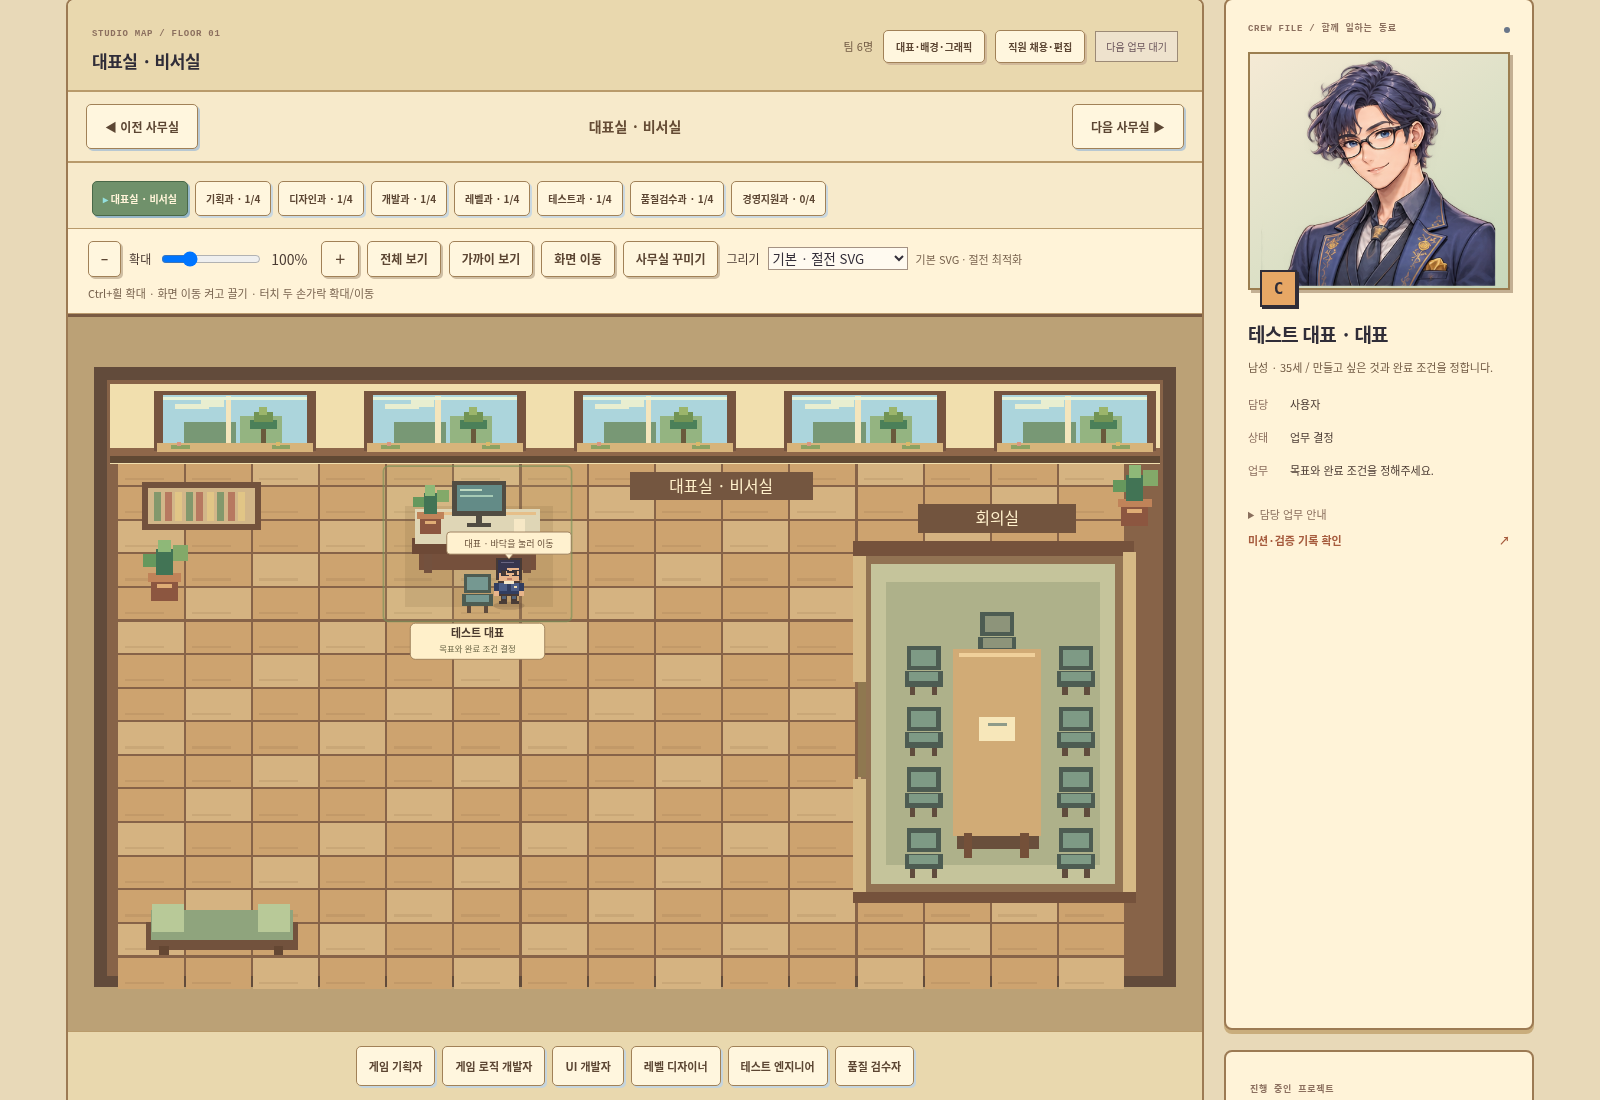 STUDIO MAP / FLOOR 01
대표실 · 비서실
팀 6명
대표·배경·그래픽
직원 채용·편집
다음 업무 대기
◀ 이전 사무실
대표실 · 비서실
다음 사무실 ▶
▸ 대표실 · 비서실
기획과 · 1/4
디자인과 · 1/4
개발과 · 1/4
레벨과 · 1/4
테스트과 · 1/4
품질검수과 · 1/4
경영지원과 · 0/4
− 확대 100% +
전체 보기
가까이 보기
화면 이동
사무실 꾸미기
그리기
기본 · 절전 SVG
기본 SVG · 절전 최적화
Ctrl+휠 확대 · 화면 이동 켜고 끌기 · 터치 두 손가락 확대/이동
대표실 · 비서실
회의실
대표 · 바닥을 눌러 이동
테스트 대표
목표와 완료 조건 결정
게임 기획자
게임 로직 개발자
UI 개발자
레벨 디자이너
테스트 엔지니어
품질 검수자
CREW FILE / 함께 일하는 동료
C
테스트 대표 · 대표
남성 · 35세 / 만들고 싶은 것과 완료 조건을 정합니다.
담당 사용자
상태 업무 결정
업무 목표와 완료 조건을 정해주세요.
▶ 담당 업무 안내
미션·검증 기록 확인 ↗
진행 중인 프로젝트